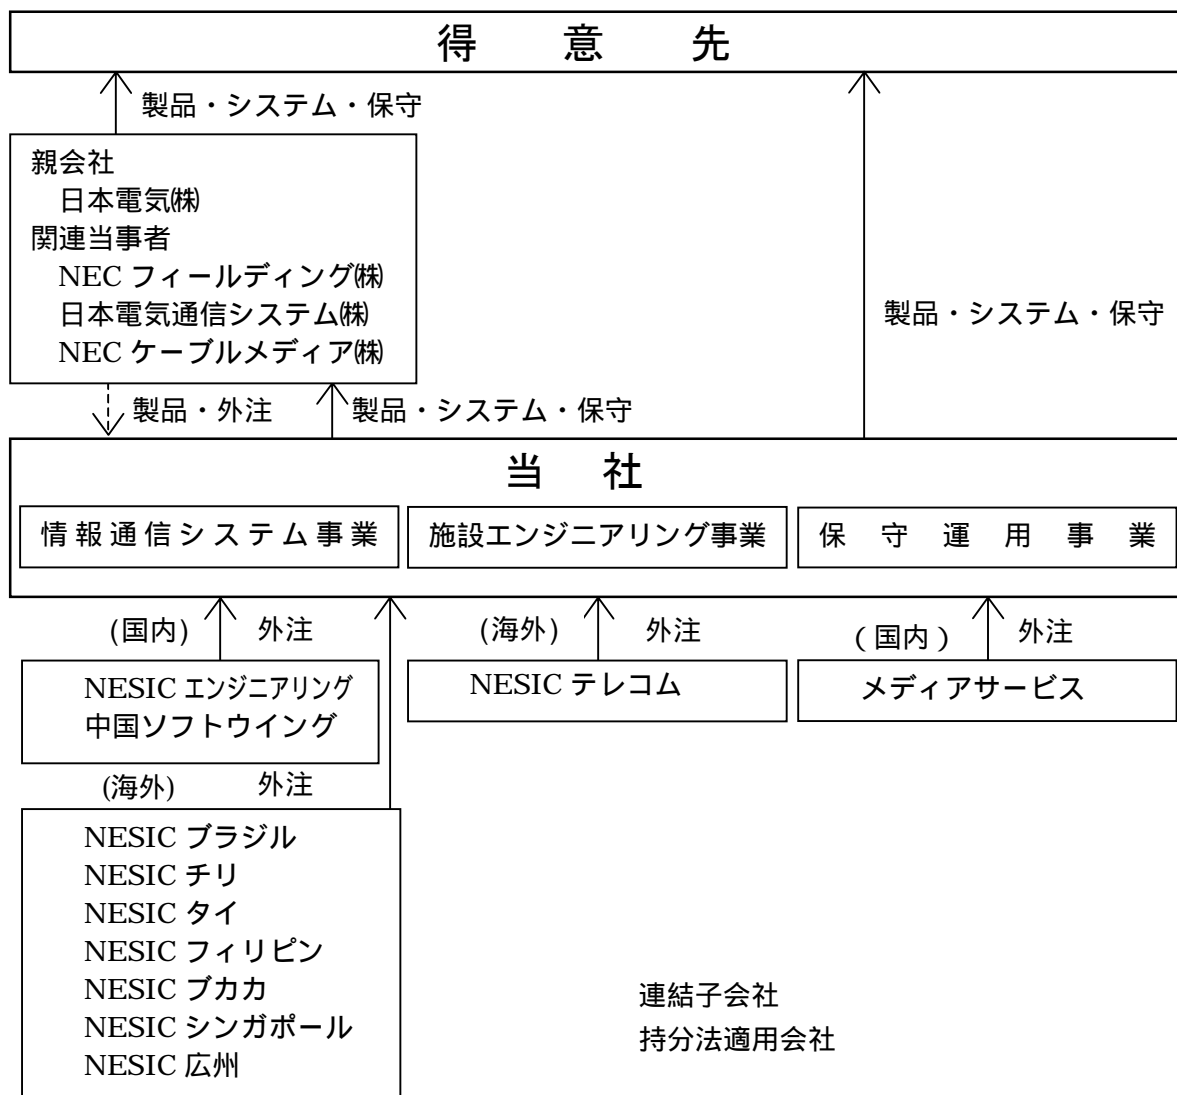 得意先
製品・システム・保守
親会社
日本電気㈱
関連当事者
NEC フィールディング㈱
日本電気通信システム㈱
NEC ケーブルメディア㈱
製品・システム・保守
製品・外注
製品・システム・保守
当社
情報通信システム事業
施設エンジニアリング事業
保守運用事業
(国内)
外注
(海外)
外注
(国内)
外注
NESIC エンジニアリング
中国ソフトウイング
NESIC テレコム
メディアサービス
(海外)
外注
NESIC ブラジル
NESIC チリ
NESIC タイ
NESIC フィリピン
NESIC ブカカ
NESIC シンガポール
NESIC 広州
連結子会社
持分法適用会社